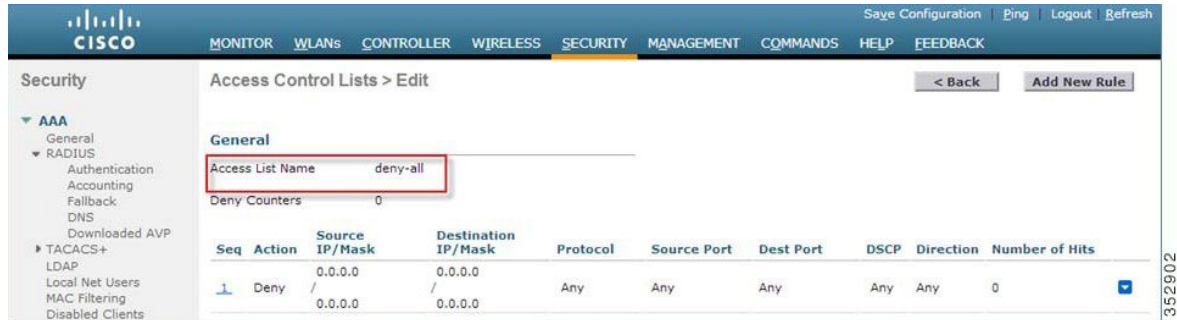 Save Configuration Ping Logout Refresh
CISCO MONITOR WLANs CONTROLLER WIRELESS SECURITY MANAGEMENT COMMANDS HELP FEEDBACK
Security
AAA
General
RADIUS
Authentication
Accounting
Fallback
DNS
Downloaded AVP
TACACS+
LDAP
Local Net Users
MAC Filtering
Disabled Clients
Access Control Lists > Edit
< Back Add New Rule
General
Access List Name deny-all
Deny Counters 0
Seq Action Source IP/Mask Destination IP/Mask Protocol Source Port Dest Port DSCP Direction Number of Hits
1 Deny 0.0.0.0 / 0.0.0.0 0.0.0.0 / 0.0.0.0 Any Any Any Any Any 0
352902